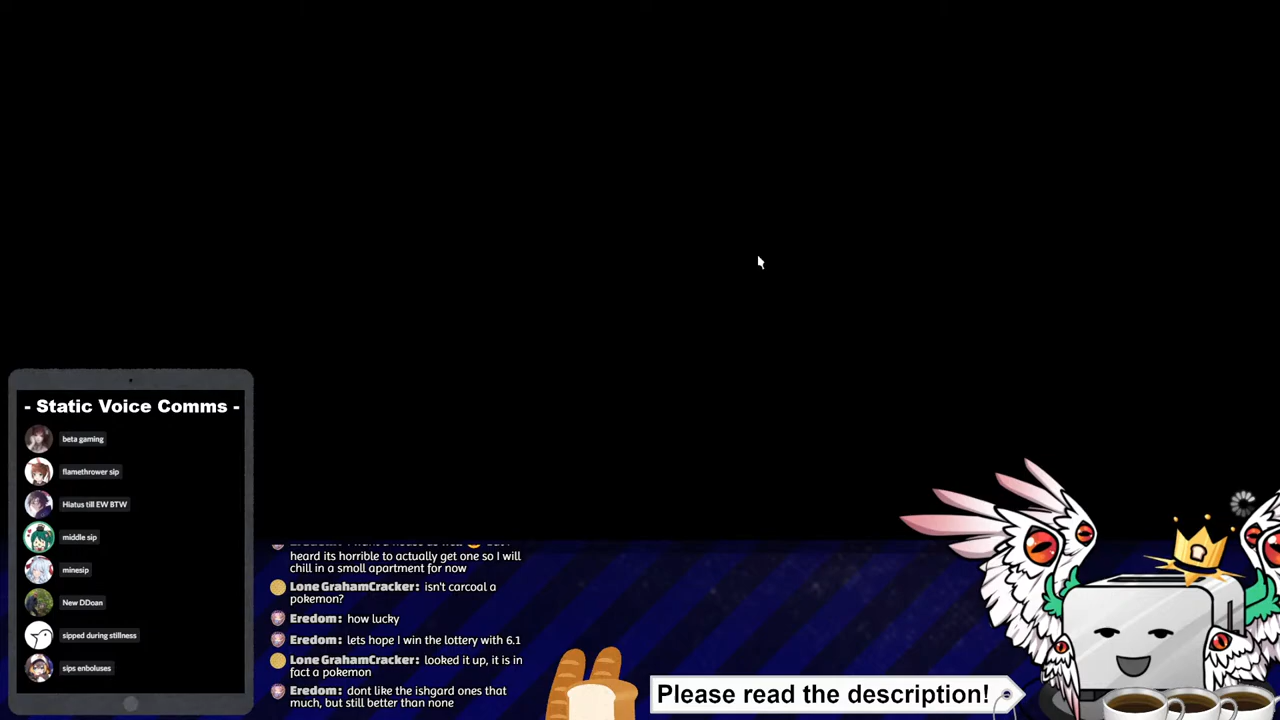 - Static Voice Comms -
beta gaming
flamethrower sip
Hiatus till EW BTW
middle sip
minesip
New DDoan
sipped during stillness
sips enboluses
heard its horrible to actually get one so I will
chill in a smoll apartment for now
Lone GrahamCracker: isn't carcoal a
pokemon?
Eredom: how lucky
Eredom: lets hope I win the lottery with 6.1
Lone GrahamCracker: looked it up, it is in
fact a pokemon
Eredom: dont like the ishgard ones that
much, but still better than none
Please read the description!